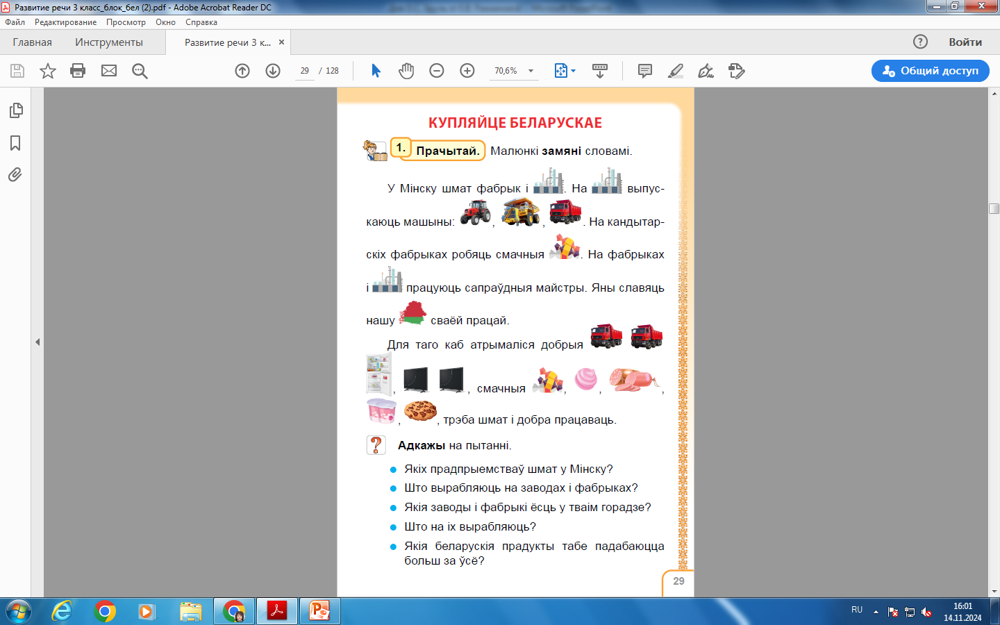 Развитие речи 3 класс_блок_бел (2).pdf - Adobe Acrobat Reader DC
Файл Редактирование Просмотр Окно Справка
Главная Инструменты Развитие речи 3 к... × ? Войти
29 / 128 70,6% Общий доступ
КУПЛЯЙЦЕ БЕЛАРУСКАЕ
1. Прачытай. Малюнкі замяні словамі.
У Мінску шмат фабрык і . На выпус-
каюць машыны: , , . На кандытар-
скіх фабрыках робяць смачныя . На фабрыках
і працуюць сапраўдныя майстры. Яны славяць
нашу сваёй працай.
Для таго каб атрымаліся добрыя
, , смачныя , , ,
, , трэба шмат і добра працаваць.
? Адкажы на пытанні.
Якіх прадпрыемстваў шмат у Мінску?
Што вырабляюць на заводах і фабрыках?
Якія заводы і фабрыкі ёсць у тваім горадзе?
Што на іх вырабляюць?
Якія беларускія прадукты табе падабаюцца
больш за ўсё?
29
RU 16:01
14.11.2024